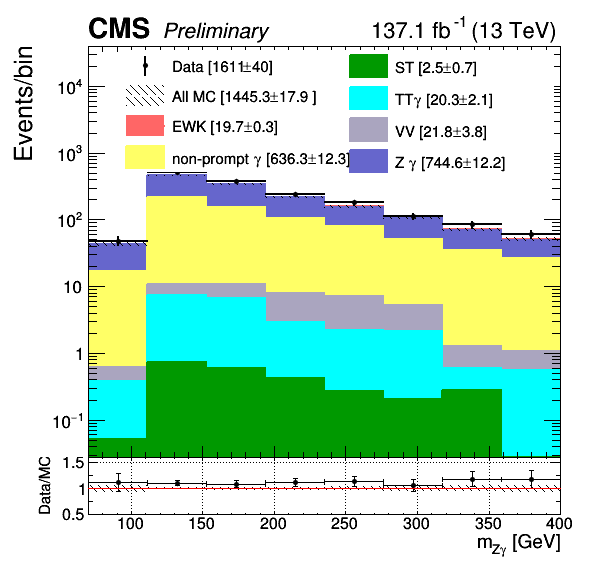 CMS Preliminary 137.1 fb⁻¹ (13 TeV)
Events/bin
Data [1611±40]
All MC [1445.3±17.9 ]
EWK [19.7±0.3]
non-prompt γ [636.3±12.3]
ST [2.5±0.7]
TTγ [20.3±2.1]
VV [21.8±3.8]
Z γ [744.6±12.2]
10⁴
10³
10²
10
1
10⁻¹
Data/MC
1.5
1
0.5
100 150 200 250 300 350 400
m_Zγ [GeV]